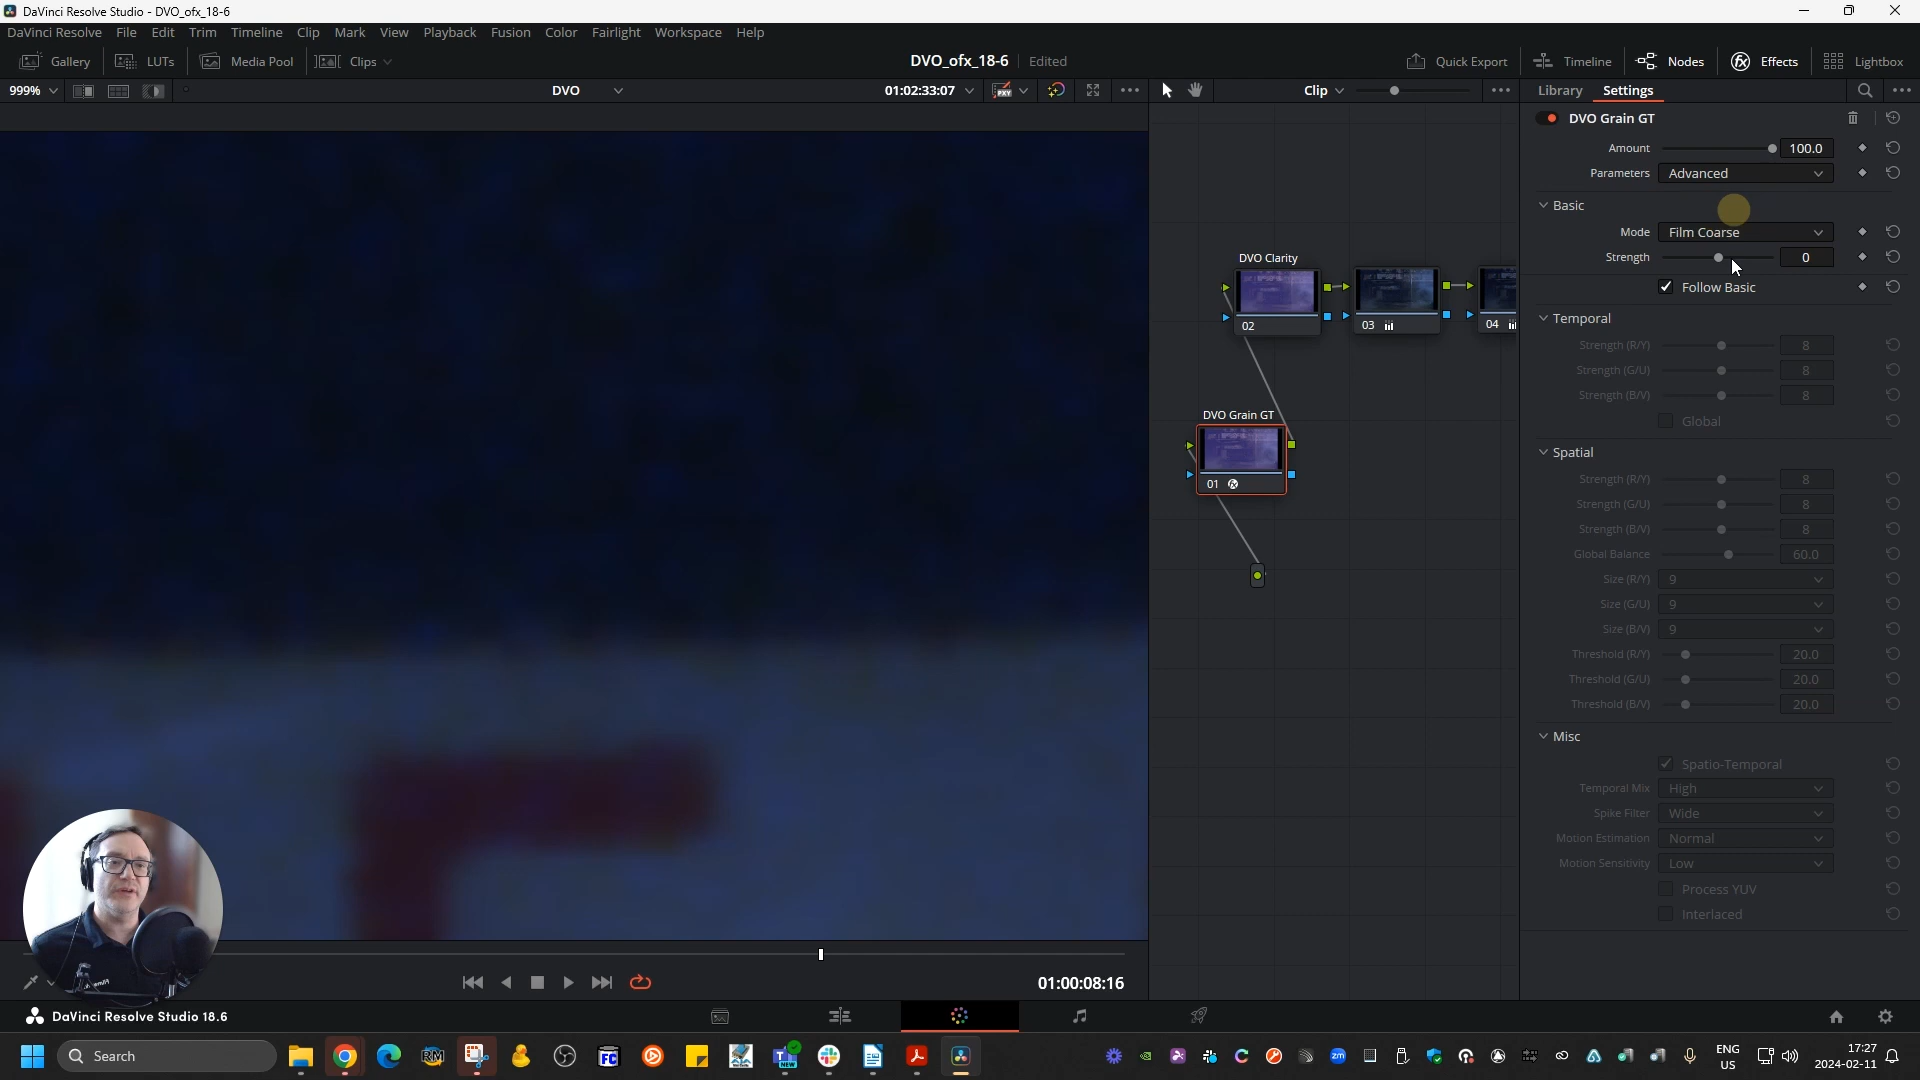 DaVinci Resolve Studio - DVO_ofx_18-6
DaVinci Resolve File Edit Trim Timeline Clip Mark View Playback Fusion Color Fairlight Workspace Help
Gallery LUTs Media Pool Clips DVO_ofx_18-6 Edited Quick Export Timeline Nodes Effects Lightbox
999% DVO 01:02:33:07 Clip Library Settings
DVO Grain GT
Amount 100.0
Parameters Advanced
Basic
Mode Film Coarse
Strength 0
Follow Basic
Temporal
Strength (R/Y) 8
Strength (G/U) 8
Strength (B/V) 8
Global
Spatial
Strength (R/Y) 8
Strength (G/U) 8
Strength (B/V) 8
Global Balance 60.0
Size (R/Y) 9
Size (G/U) 9
Size (B/V) 9
Threshold (R/Y) 20.0
Threshold (G/U) 20.0
Threshold (B/V) 20.0
Misc
Spatio-Temporal
Temporal Mix High
Spike Filter Wide
Motion Estimation Normal
Motion Sensitivity Low
Process YUV
Interlaced
DVO Clarity
02
03
04
DVO Grain GT
01
01:00:08:16
DaVinci Resolve Studio 18.6
Search
ENG
US
17:27
2024-02-11